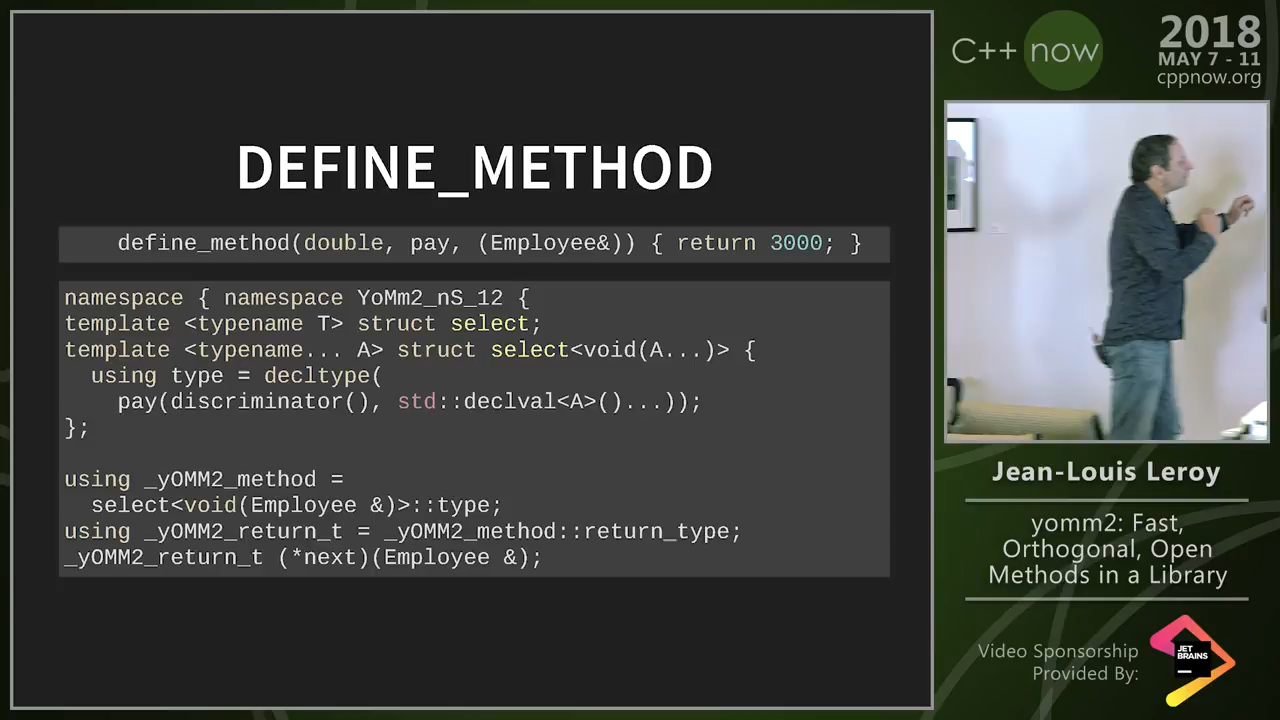 DEFINE_METHOD
define_method(double, pay, (Employee&)) { return 3000; }
namespace { namespace YoMm2_nS_12 {
template <typename T> struct select;
template <typename... A> struct select<void(A...)> {
  using type = decltype(
    pay(discriminator(), std::declval<A>()...));
};
using _yOMM2_method =
  select<void(Employee &)>::type;
using _yOMM2_return_t = _yOMM2_method::return_type;
_yOMM2_return_t (*next)(Employee &);
C++ now
2018
MAY 7 - 11
cppnow.org
Jean-Louis Leroy
yomm2: Fast,
Orthogonal, Open
Methods in a Library
Video Sponsorship
Provided By:
JET
BRAINS